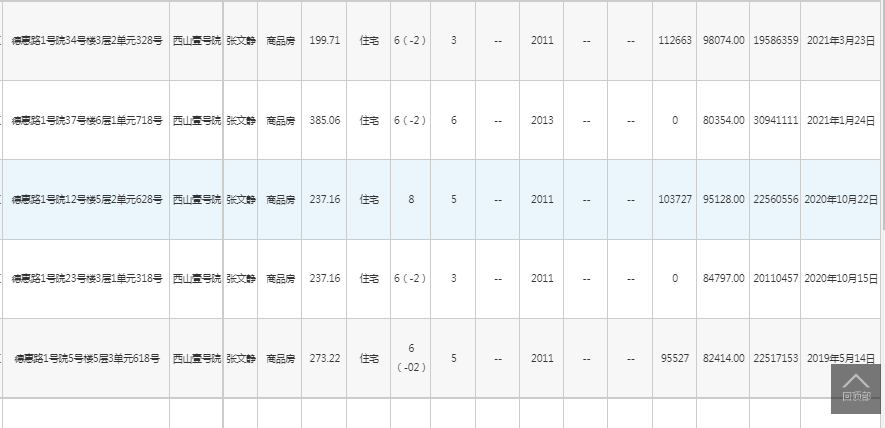 德惠路1号院34号楼3层2单元328号 西山壹号院 张文静 商品房 199.71 住宅 6（-2） 3 -- 2011 -- -- 112663 98074.00 19586359 2021年3月23日
德惠路1号院37号楼6层1单元718号 西山壹号院 张文静 商品房 385.06 住宅 6（-2） 6 -- 2013 -- -- 0 80354.00 30941111 2021年1月24日
德惠路1号院12号楼5层2单元628号 西山壹号院 张文静 商品房 237.16 住宅 8 5 -- 2011 -- -- 103727 95128.00 22560556 2020年10月22日
德惠路1号院23号楼3层1单元318号 西山壹号院 张文静 商品房 237.16 住宅 6（-2） 3 -- 2011 -- -- 0 84797.00 20110457 2020年10月15日
德惠路1号院5号楼5层3单元618号 西山壹号院 张文静 商品房 273.22 住宅 6（-02） 5 -- 2011 -- -- 95527 82414.00 22517153 2019年5月14日
回顶部